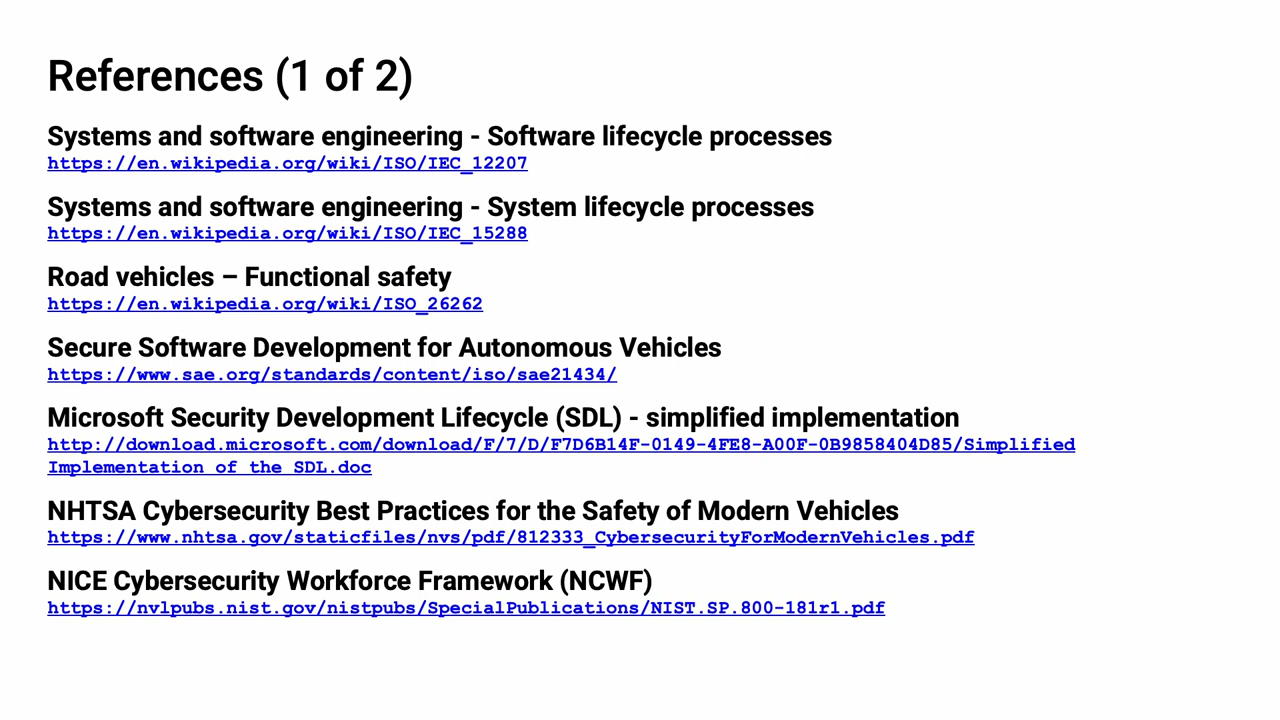 References (1 of 2)
Systems and software engineering - Software lifecycle processes
https://en.wikipedia.org/wiki/ISO/IEC_12207
Systems and software engineering - System lifecycle processes
https://en.wikipedia.org/wiki/ISO/IEC_15288
Road vehicles – Functional safety
https://en.wikipedia.org/wiki/ISO_26262
Secure Software Development for Autonomous Vehicles
https://www.sae.org/standards/content/iso/sae21434/
Microsoft Security Development Lifecycle (SDL) - simplified implementation
http://download.microsoft.com/download/F/7/D/F7D6B14F-0149-4FE8-A00F-0B9858404D85/Simplified
Implementation of the SDL.doc
NHTSA Cybersecurity Best Practices for the Safety of Modern Vehicles
https://www.nhtsa.gov/staticfiles/nvs/pdf/812333_CybersecurityForModernVehicles.pdf
NICE Cybersecurity Workforce Framework (NCWF)
https://nvlpubs.nist.gov/nistpubs/SpecialPublications/NIST.SP.800-181r1.pdf